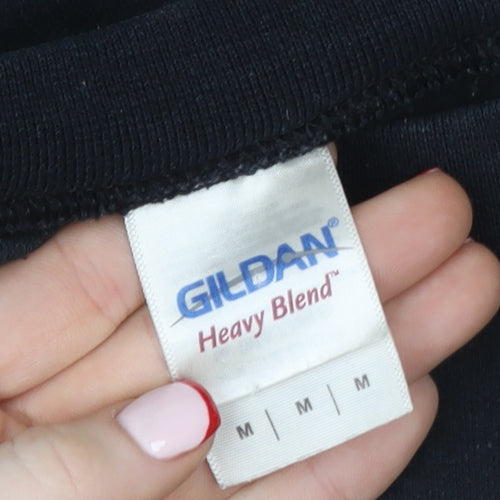 GILDAN®
Heavy Blend™
M | M | M